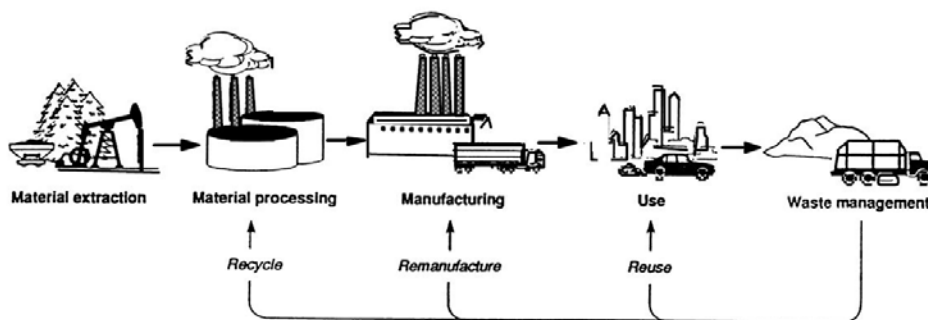 Material extraction
Material processing
Manufacturing
Use
Waste management
Recycle
Remanufacture
Reuse